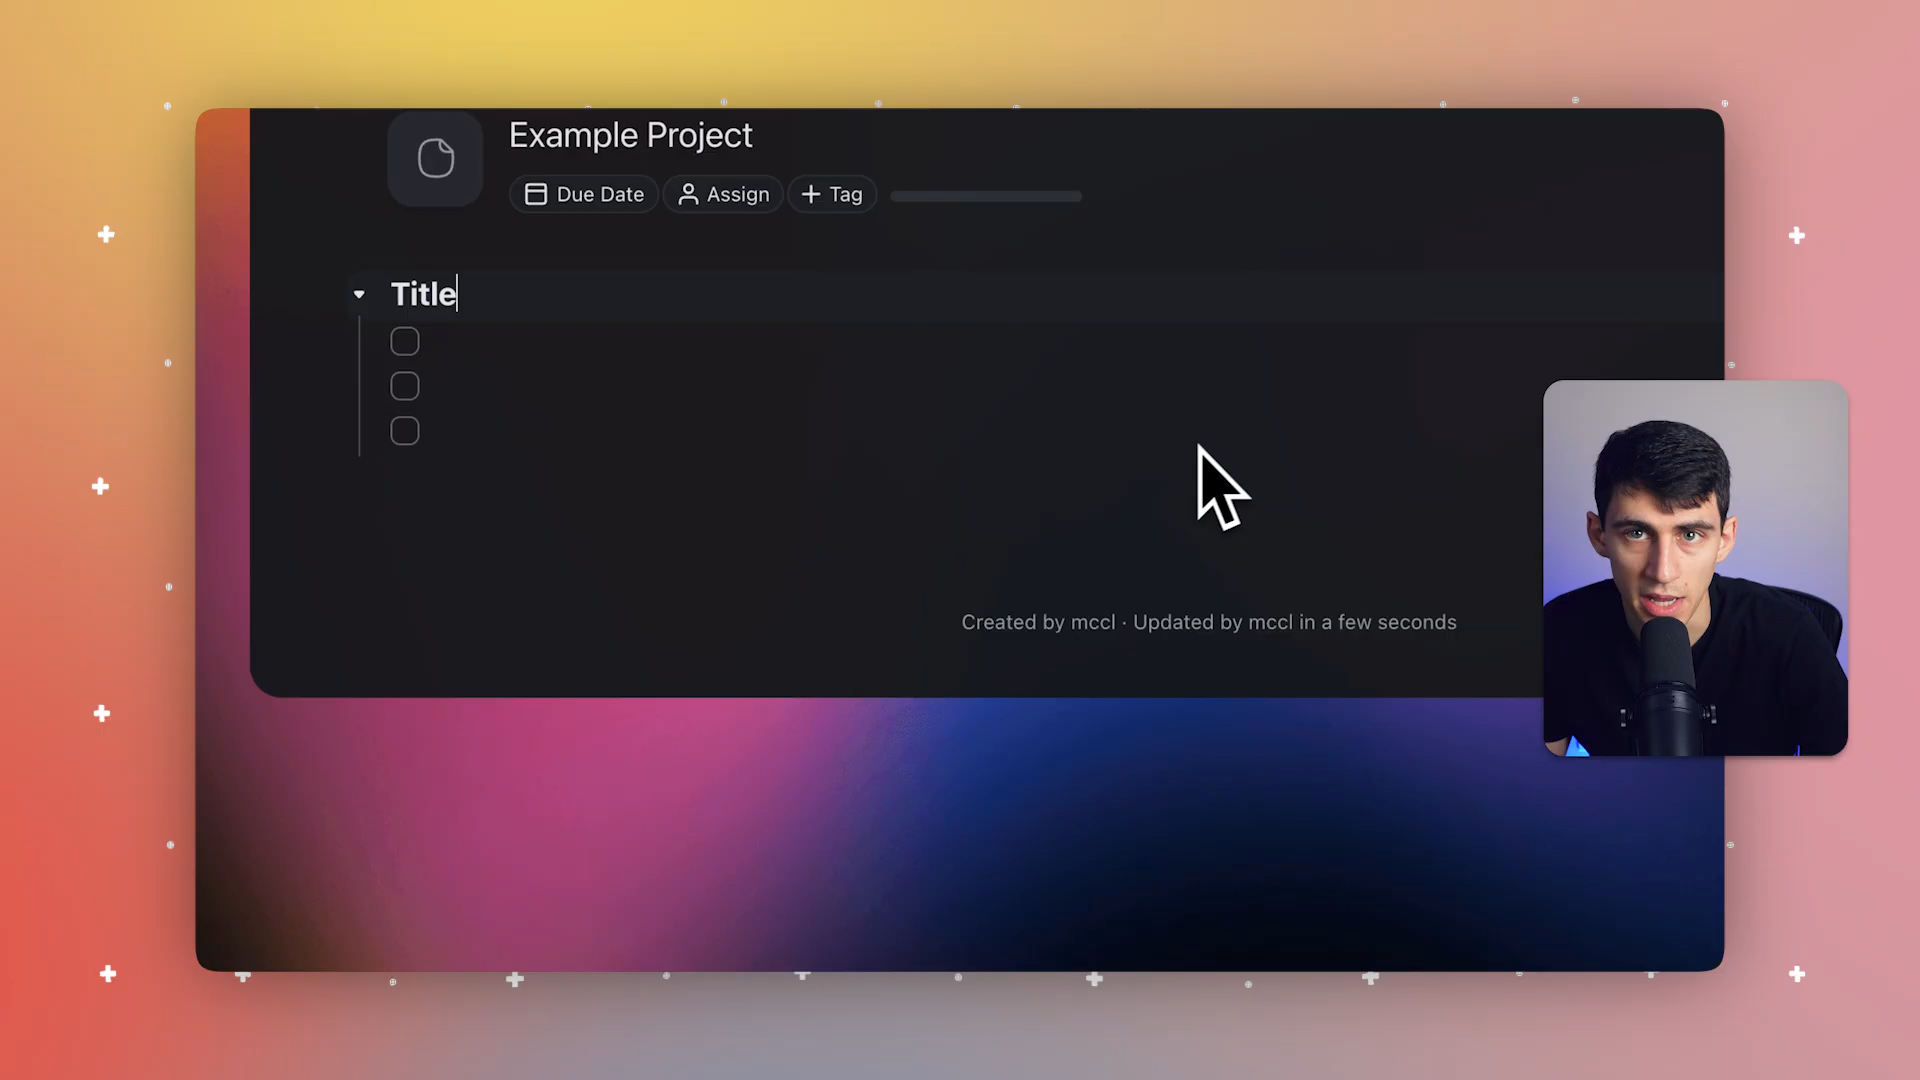 Example Project
Due Date Assign + Tag
Title
Created by mccl · Updated by mccl in a few seconds